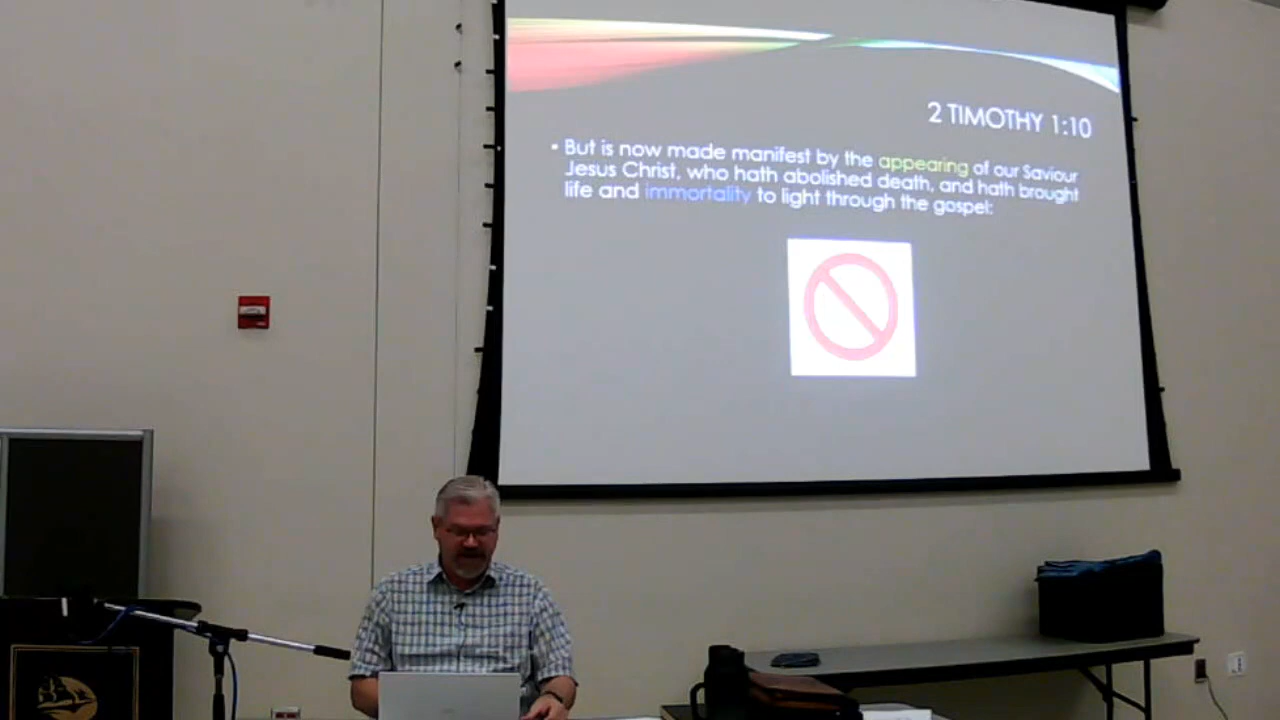 2 TIMOTHY 1:10
• But is now made manifest by the appearing of our Saviour
Jesus Christ, who hath abolished death, and hath brought
life and immortality to light through the gospel: